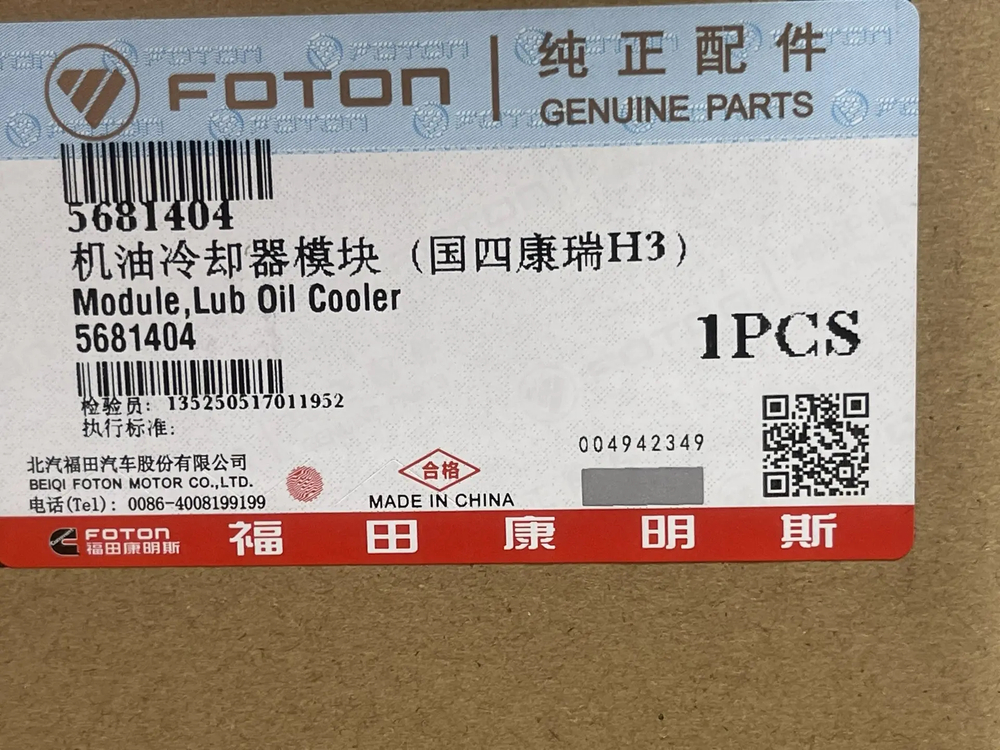 FOTON
纯正配件
GENUINE PARTS
5681404
机油冷却器模块（国四康瑞H3）
Module,Lub Oil Cooler
5681404
1PCS
检验员: 135250517011952
执行标准:
004942349
北汽福田汽车股份有限公司
BEIQI FOTON MOTOR CO.,LTD.
电话(Tel): 0086-4008199199
合格
MADE IN CHINA
FOTON
福田康明斯
福田康明斯